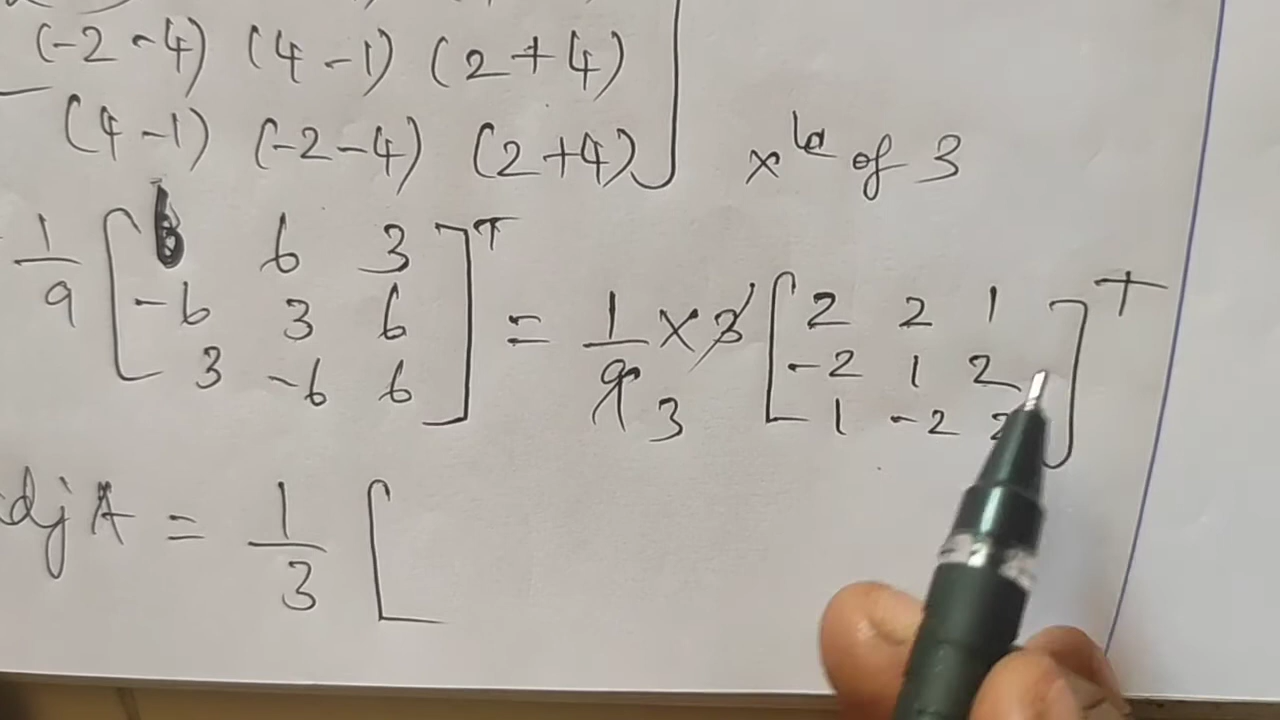 (-2-4) (4-1) (2+4)
(4-1) (-2-4) (2+4)
of 3
1/9 [6 6 3]ᵀ = 1/9 × 3 [2 2 1]ᵀ
-6 3 6 3 -2 1 2
3 -6 6 1 -2 2
adj A = 1/3 [